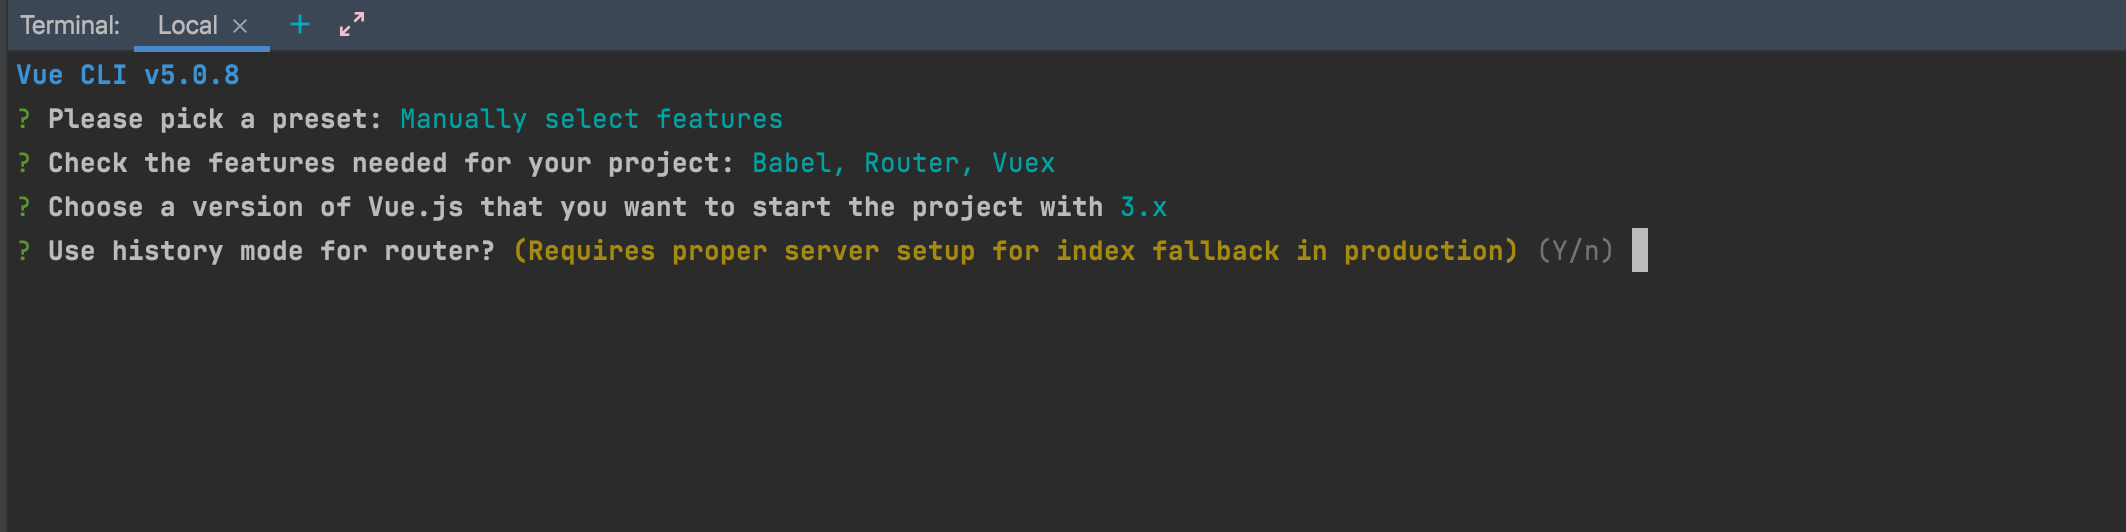 Terminal: Local ×
Vue CLI v5.0.8
? Please pick a preset: Manually select features
? Check the features needed for your project: Babel, Router, Vuex
? Choose a version of Vue.js that you want to start the project with 3.x
? Use history mode for router? (Requires proper server setup for index fallback in production) (Y/n)